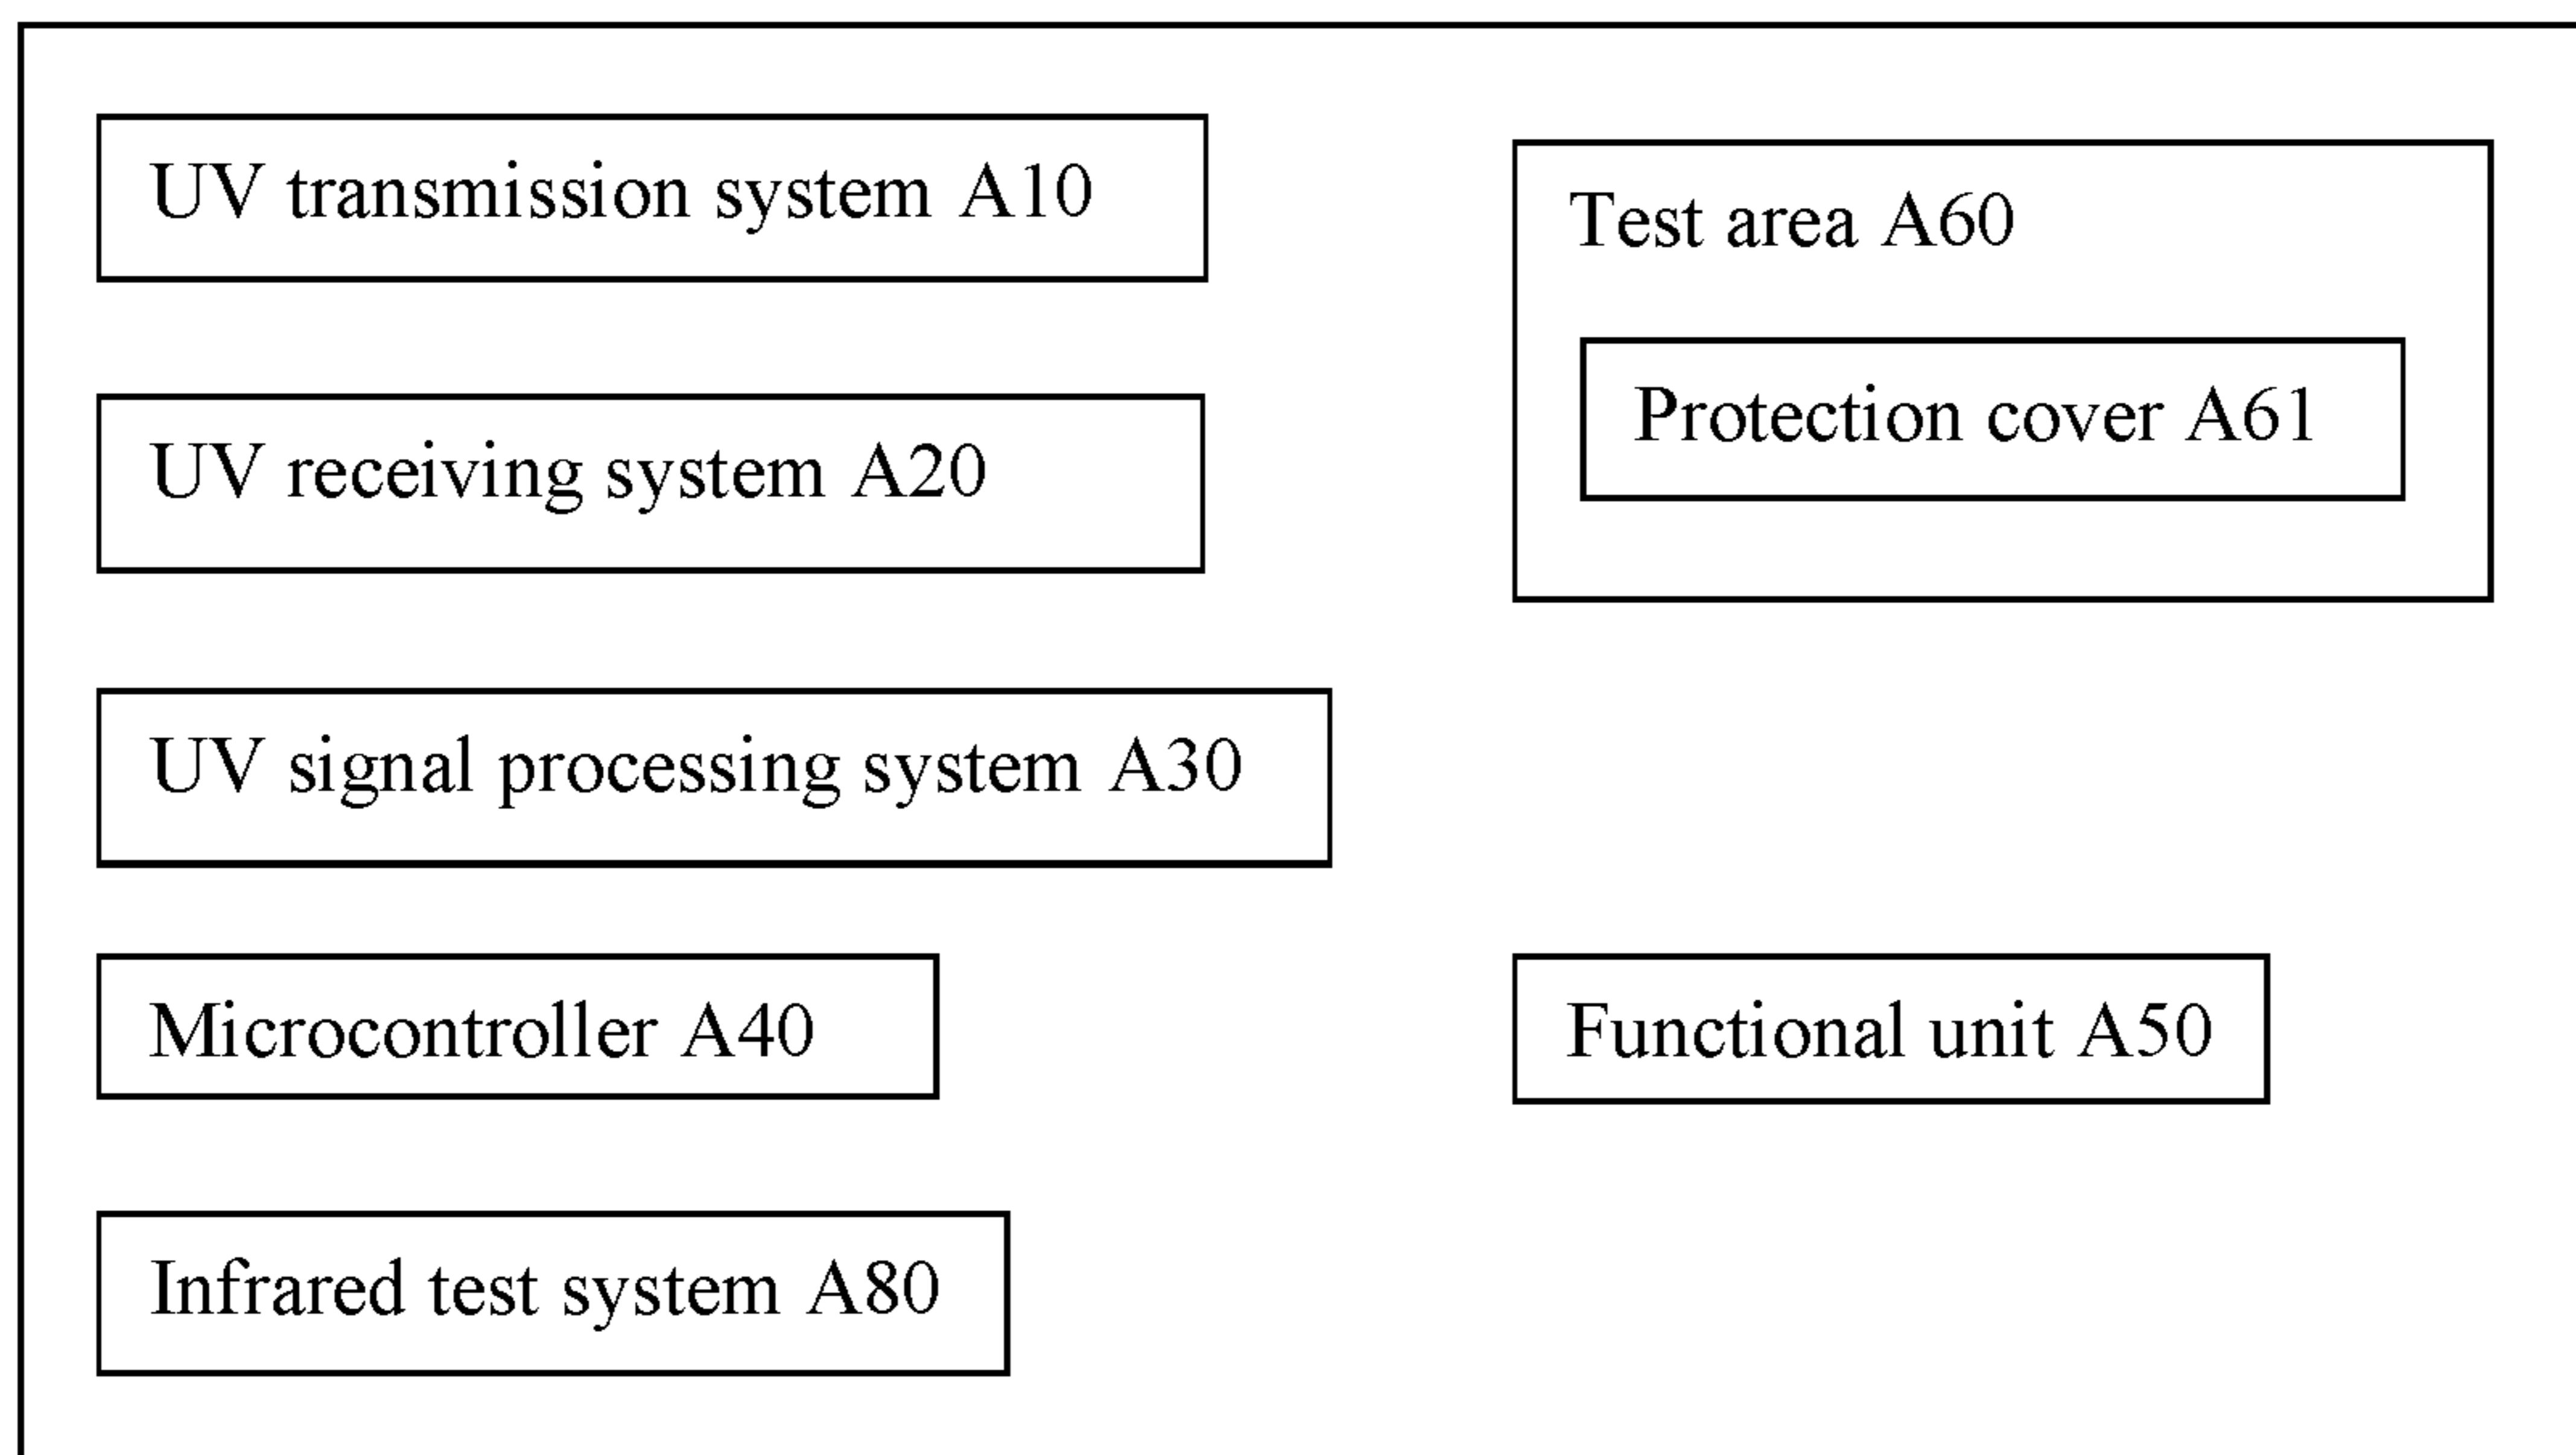 UV transmission system A10
UV receiving system A20
UV signal processing system A30
Microcontroller A40
Infrared test system A80
Test area A60
Protection cover A61
Functional unit A50